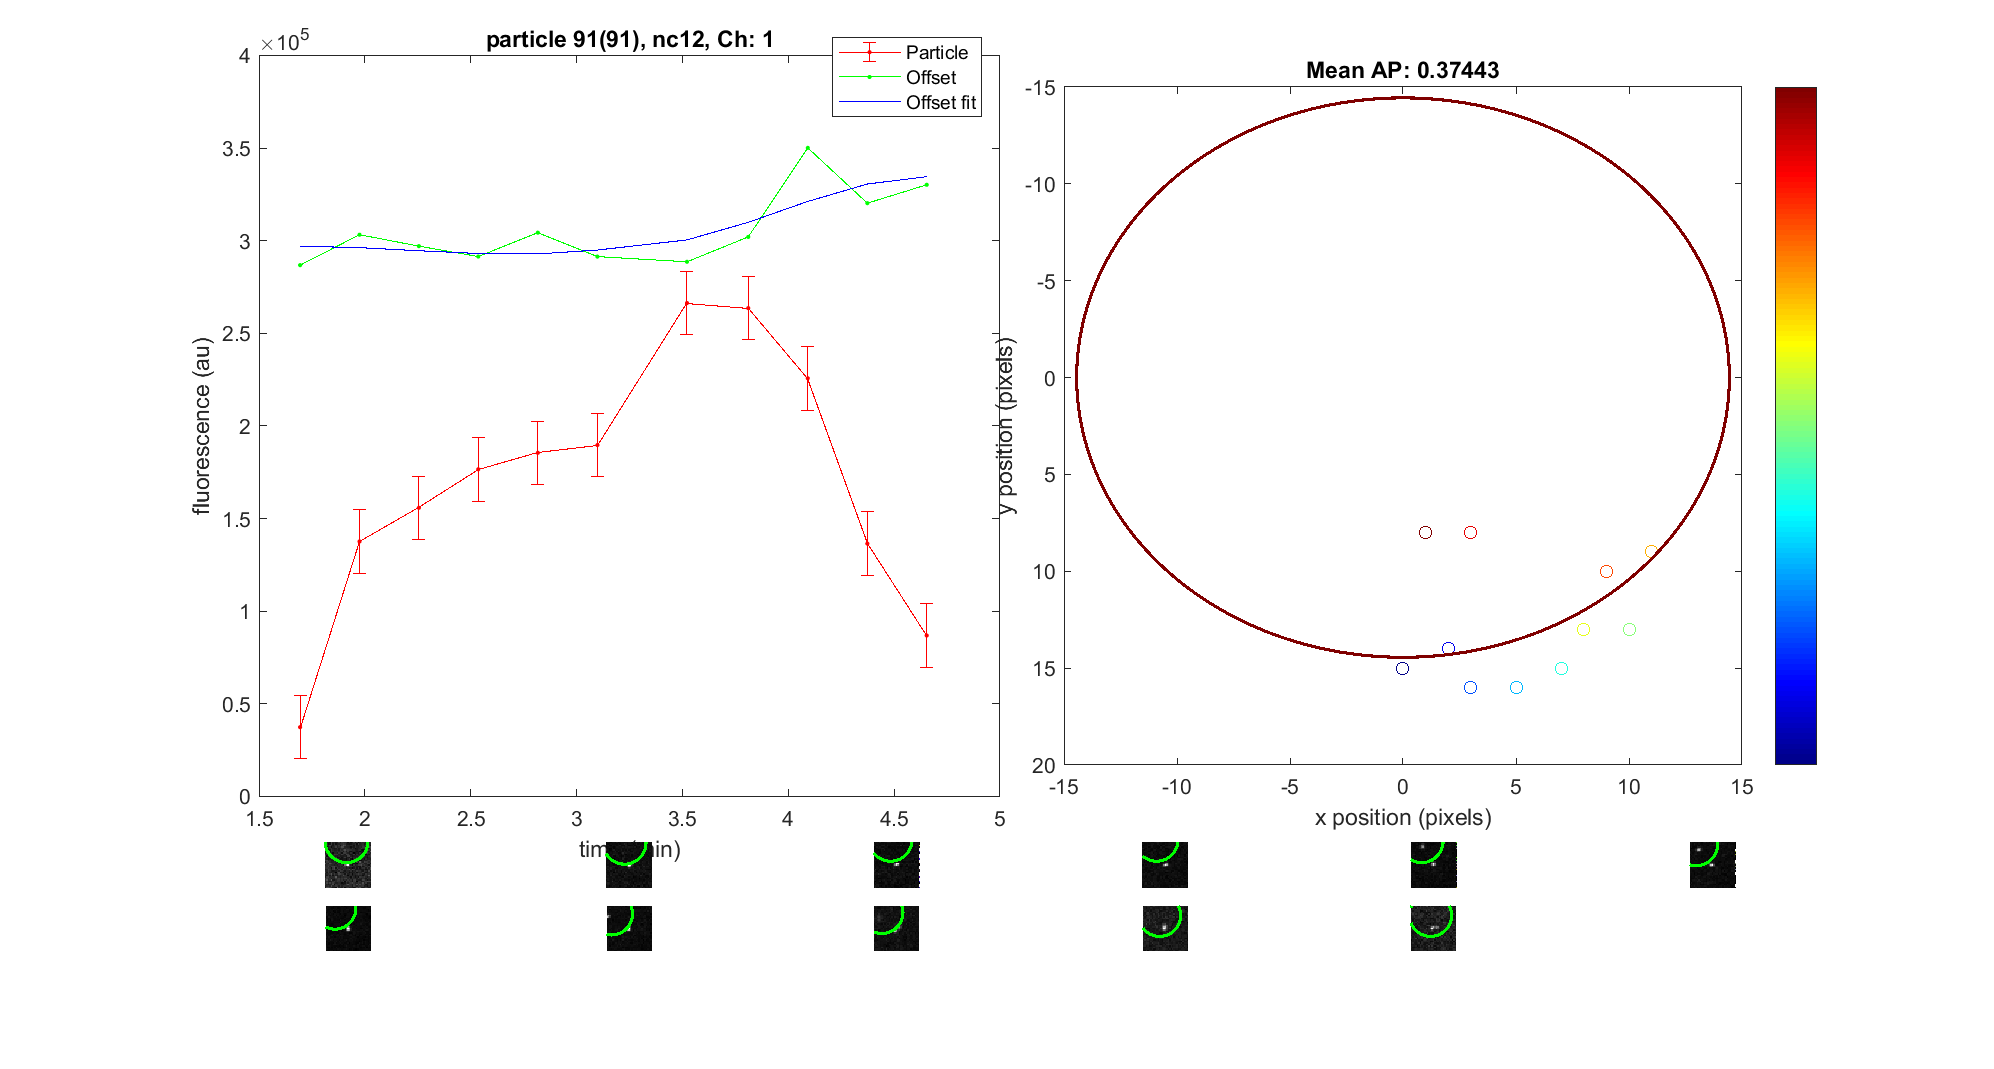 particle 91(91), nc12, Ch: 1
×10⁵
Particle
Offset
Offset fit
4
3.5
3
2.5
2
1.5
1
0.5
0
fluorescence (au)
1.5 2 2.5 3 3.5 4 4.5 5
Mean AP: 0.37443
-15
-10
-5
0
5
10
15
20
y position (pixels)
-15 -10 -5 0 5 10 15
x position (pixels)